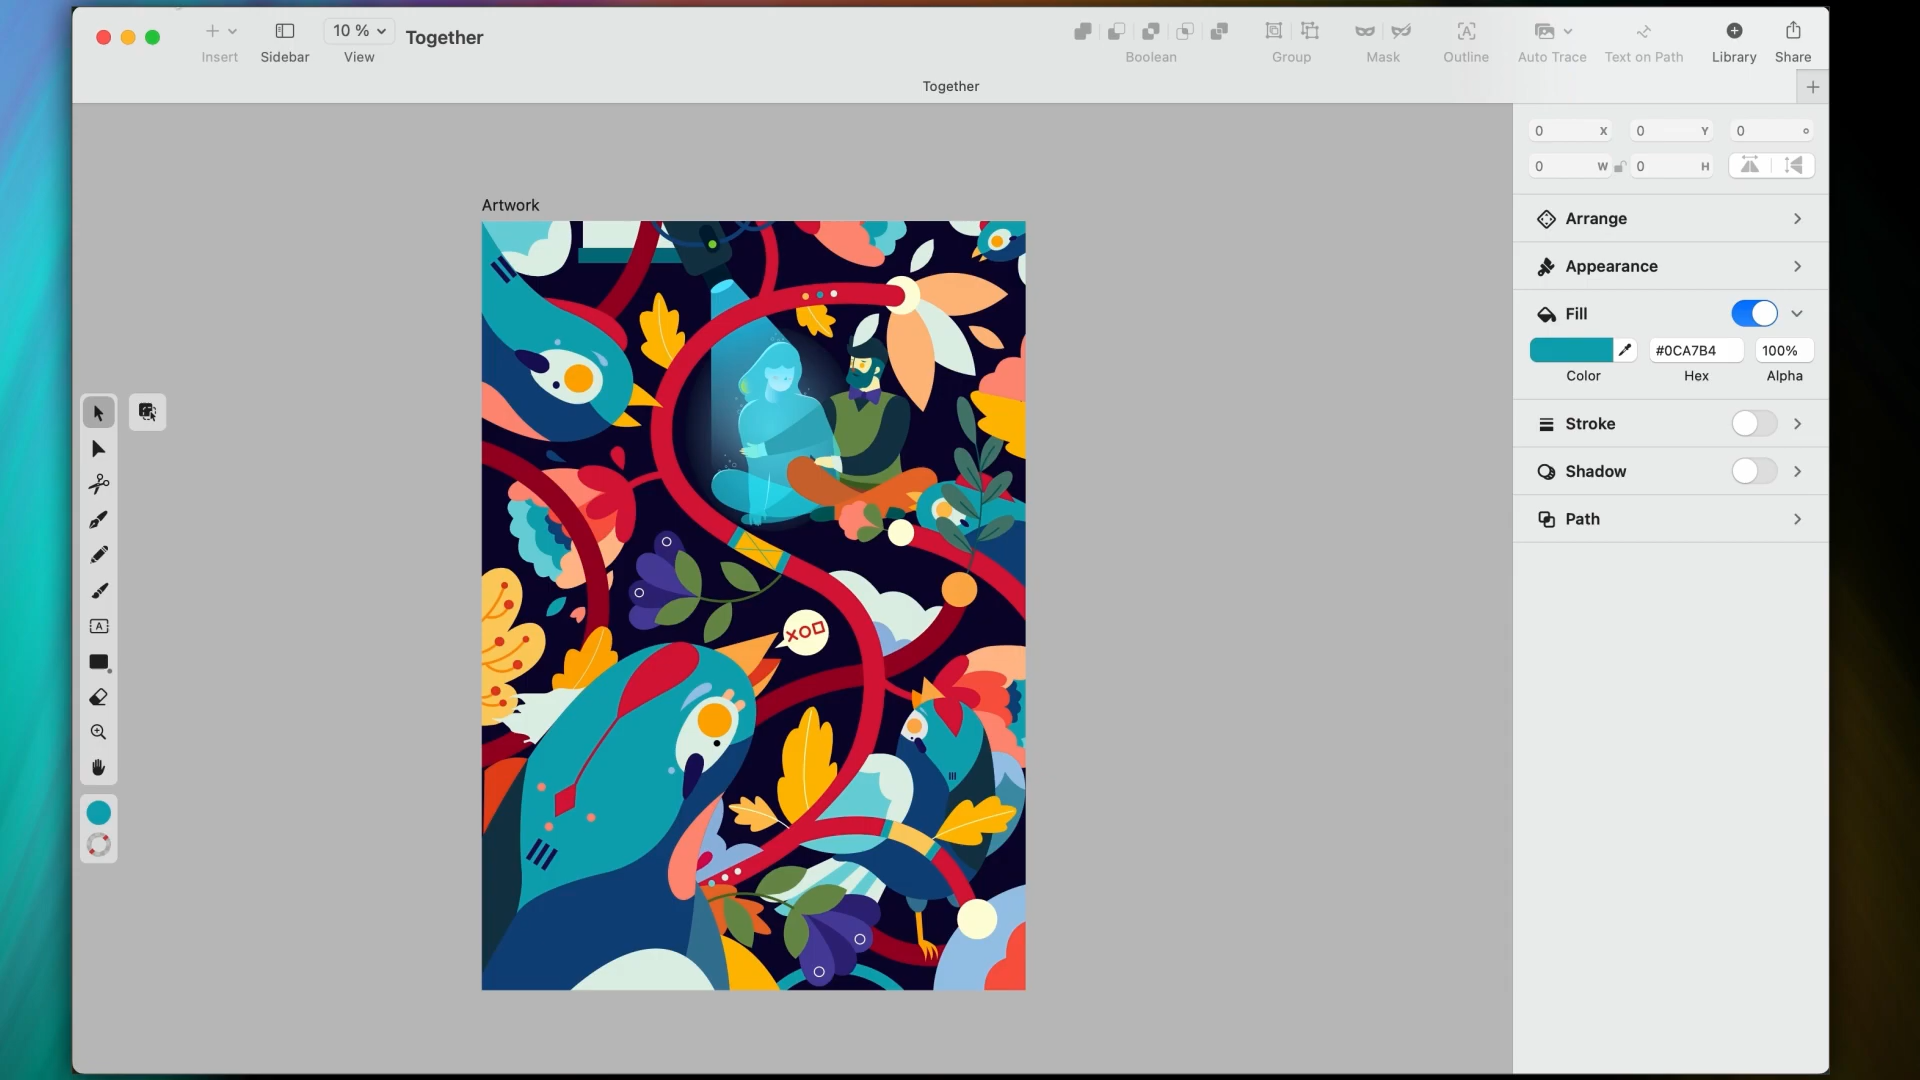 10 %
Together
Insert
Sidebar
View
Boolean
Group
Mask
Outline
Auto Trace
Text on Path
Library
Share
Together
0 X
0 Y
0 °
0 W
0 H
Artwork
Arrange
Appearance
Fill
#0CA7B4
100%
Color
Hex
Alpha
Stroke
Shadow
Path
A
XO□